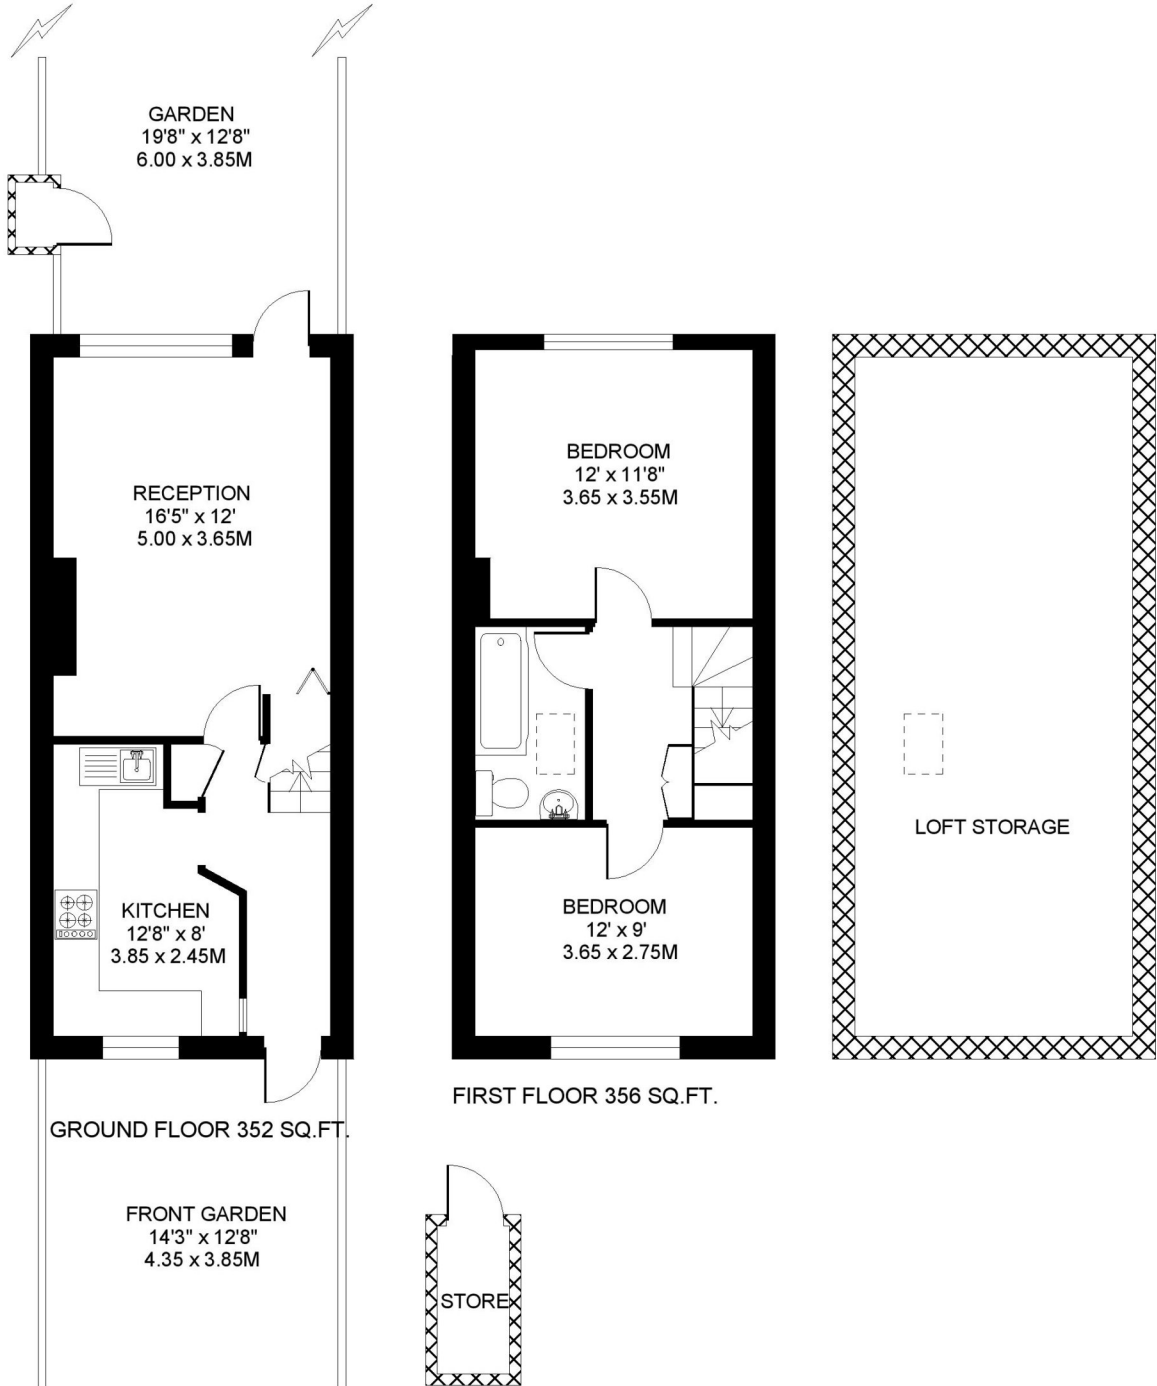 GARDEN
19'8" x 12'8"
6.00 x 3.85M
RECEPTION
16'5" x 12'
5.00 x 3.65M
KITCHEN
12'8" x 8'
3.85 x 2.45M
GROUND FLOOR 352 SQ.FT.
FRONT GARDEN
14'3" x 12'8"
4.35 x 3.85M
BEDROOM
12' x 11'8"
3.65 x 3.55M
BEDROOM
12' x 9'
3.65 x 2.75M
FIRST FLOOR 356 SQ.FT.
STORE
LOFT STORAGE